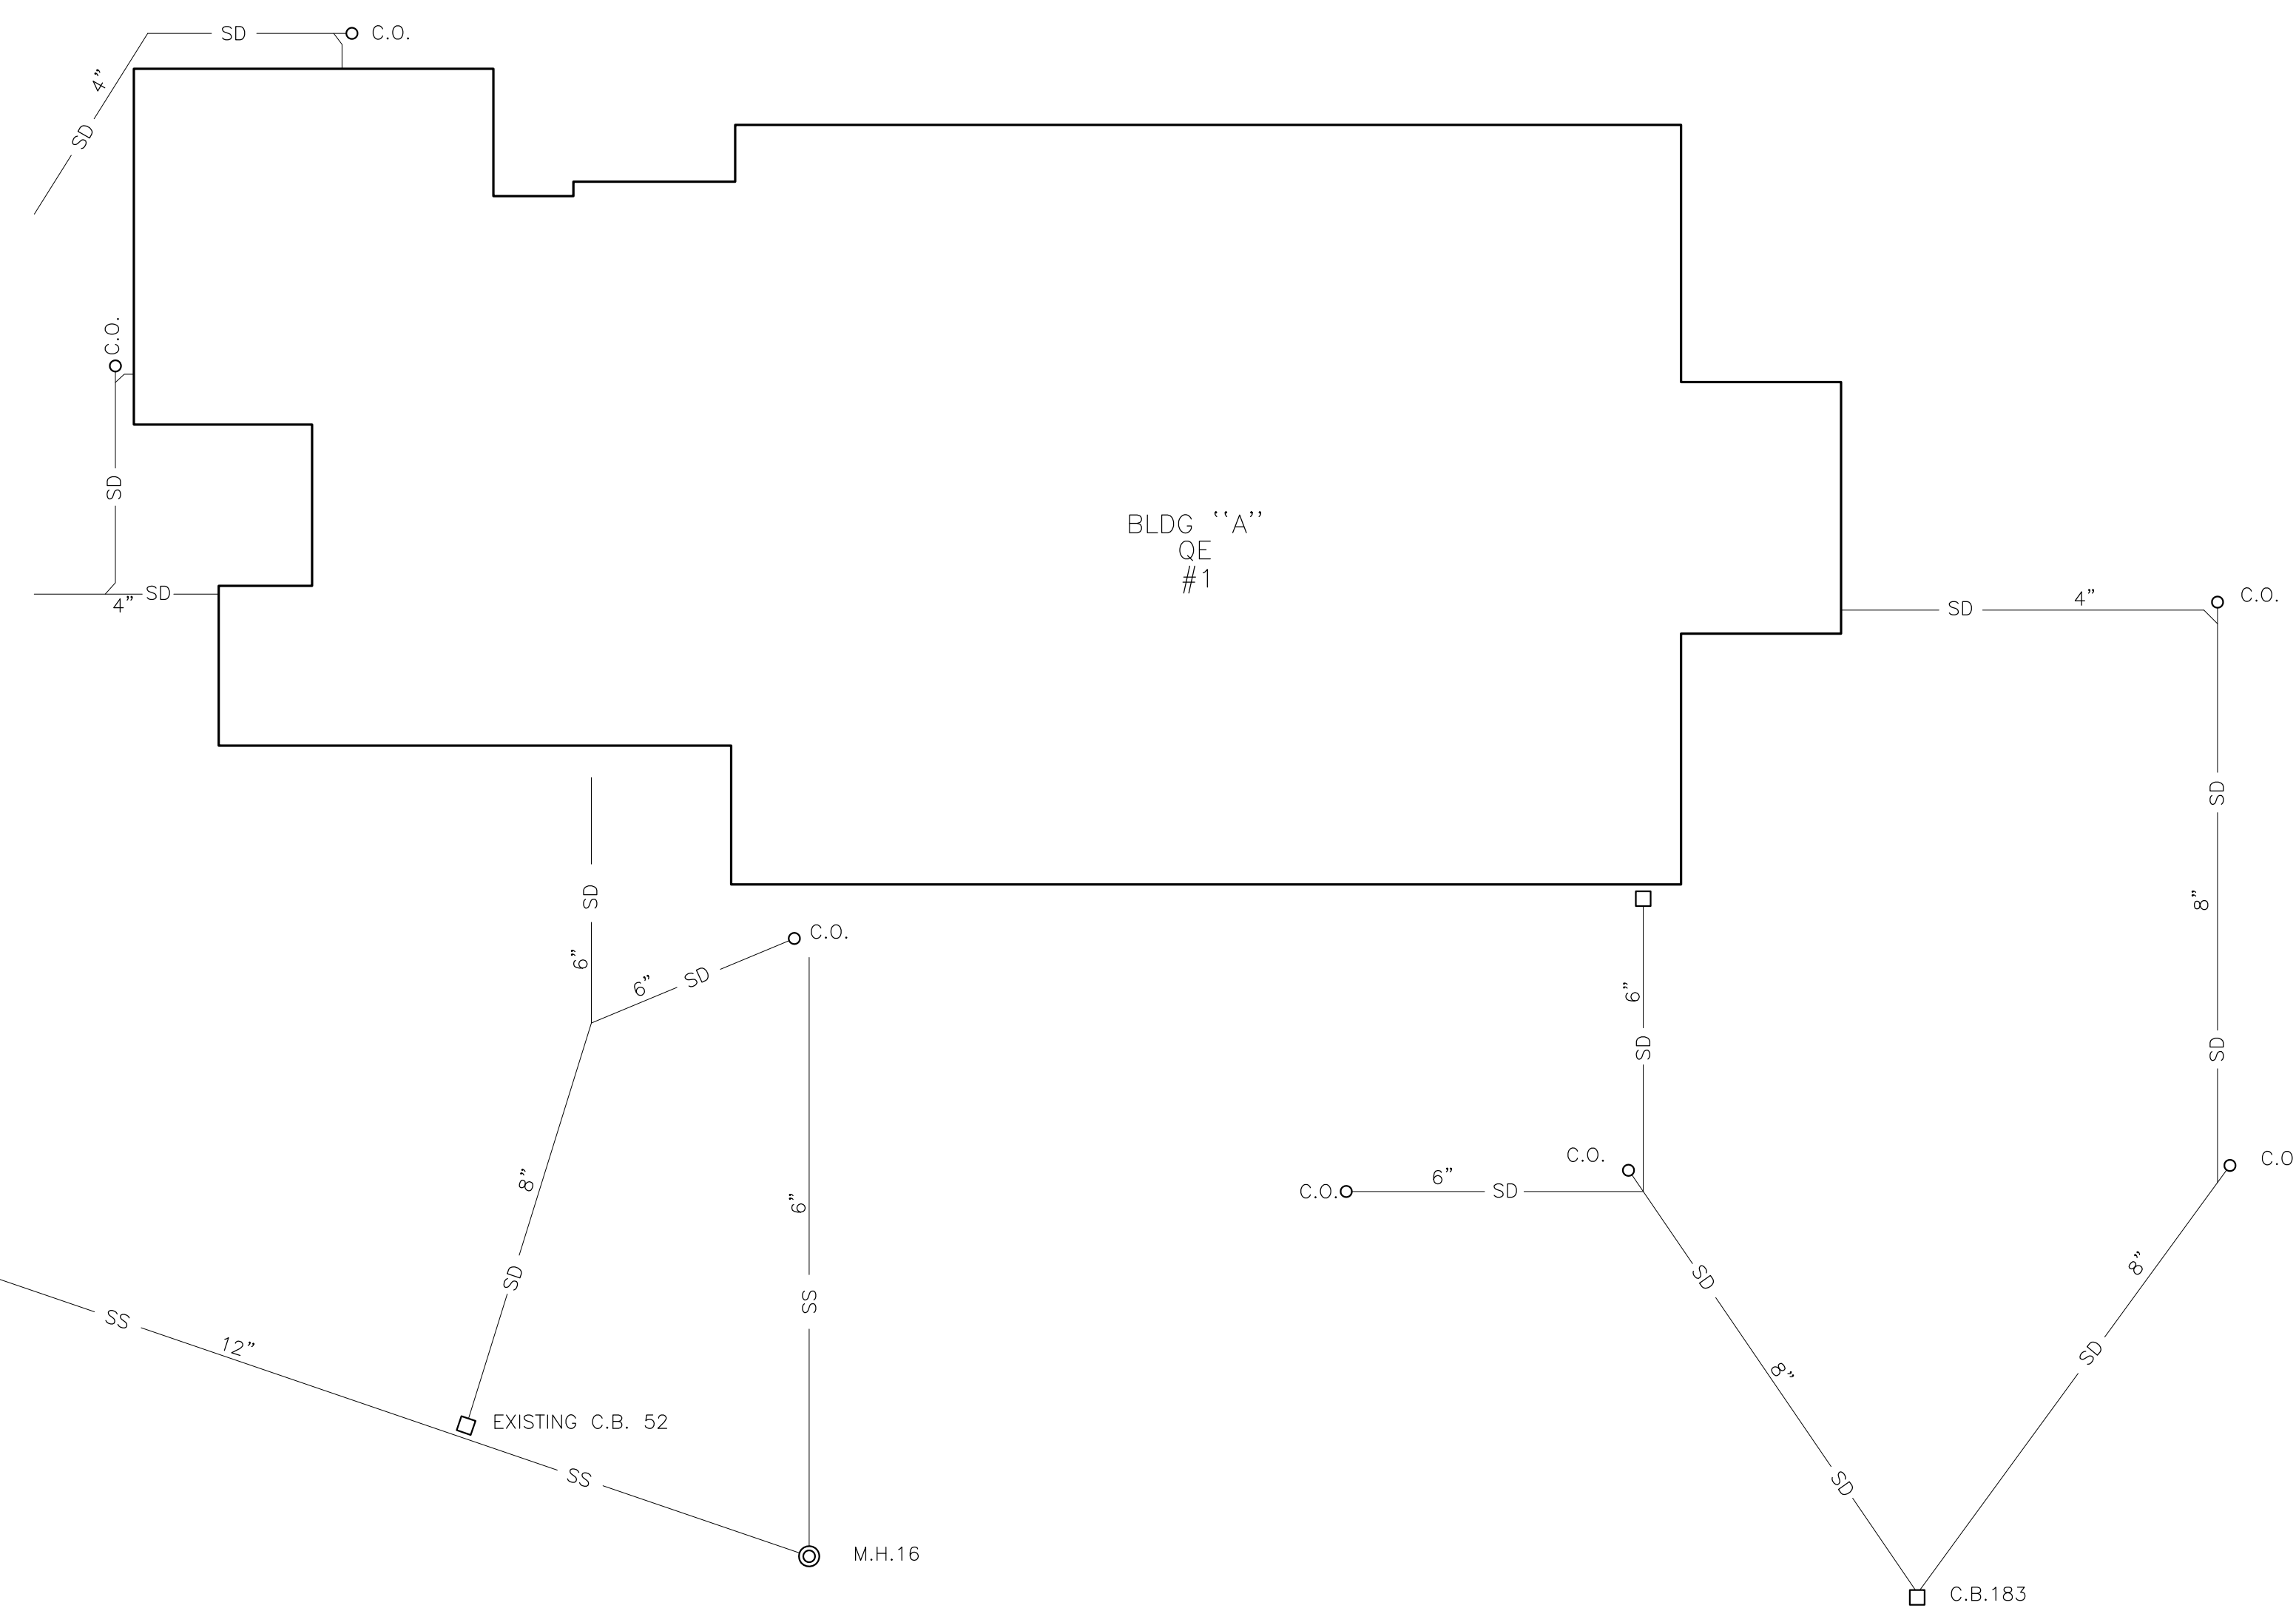 SD
C.O.
4"
SD
C.O.
SD
4"
SD
BLDG ``A''
QE
#1
SD
4"
C.O.
SD
8"
SD
C.O
8"
SD
SD
6"
C.O.
6"
SD
8"
SD
6"
SS
SS
12"
EXISTING C.B. 52
SS
M.H.16
6"
SD
C.O.
C.O.
6"
SD
SD
8"
SD
C.B.183